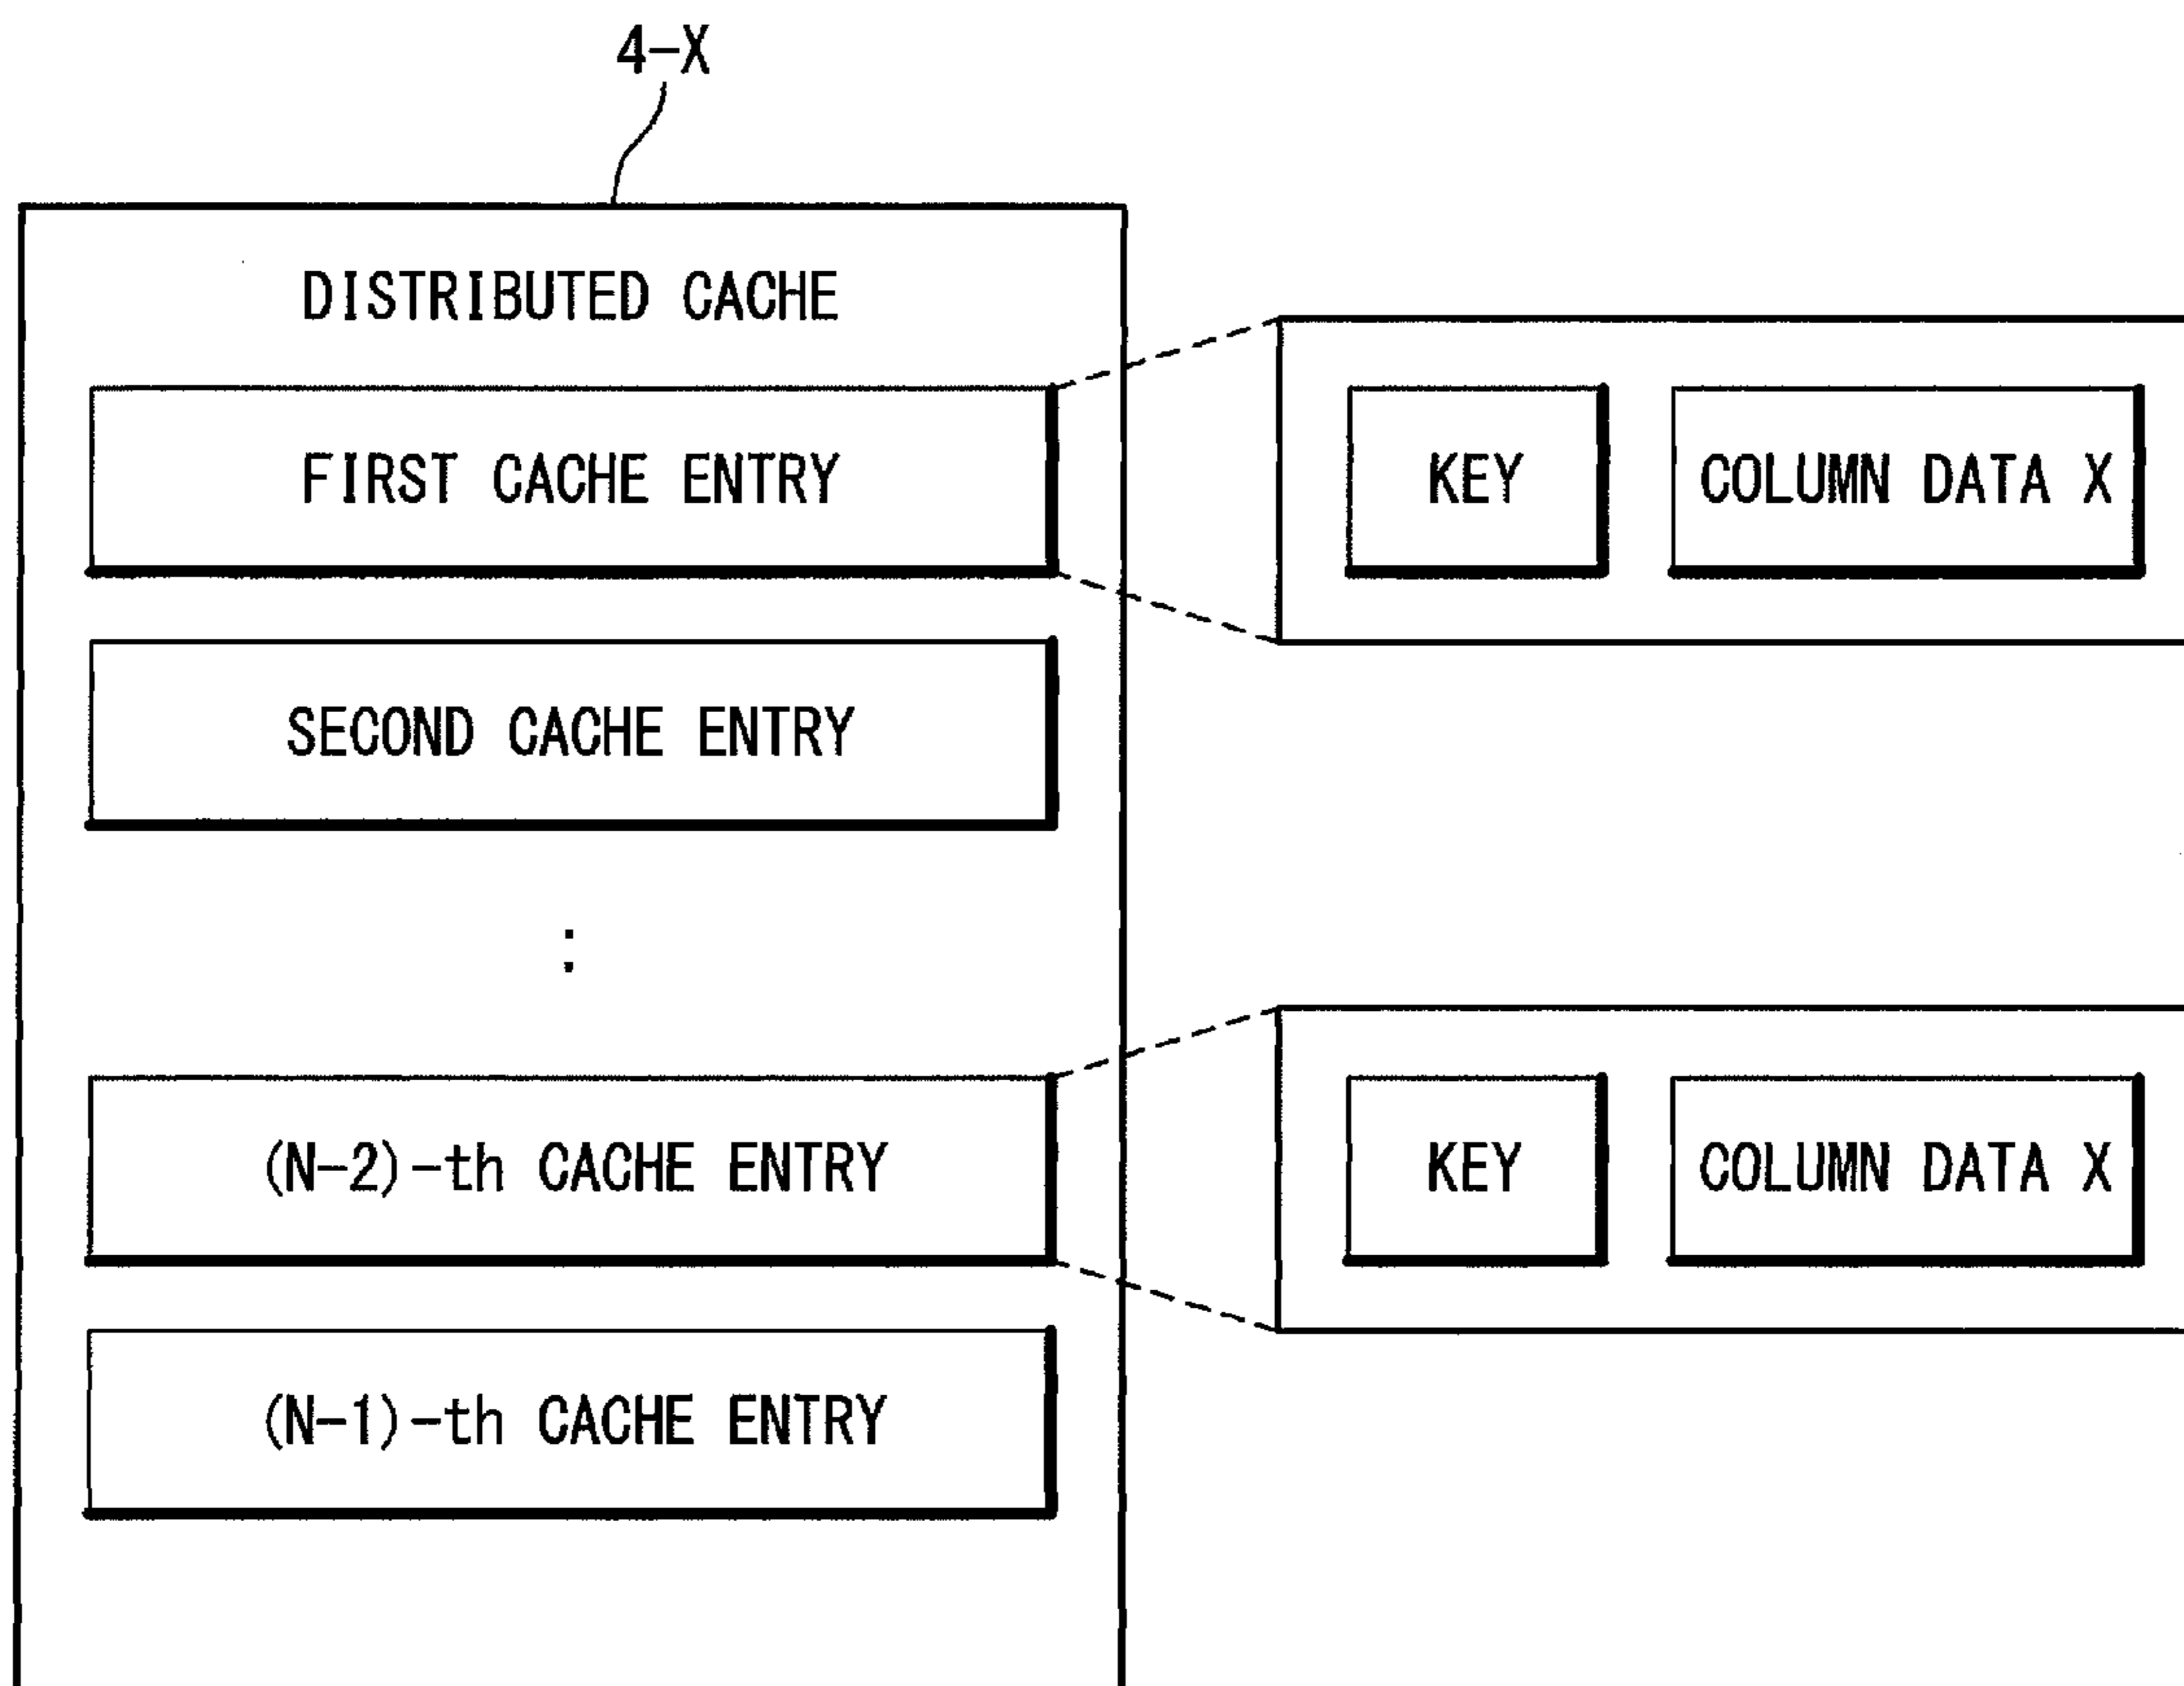 4-X
DISTRIBUTED CACHE
FIRST CACHE ENTRY
KEY
COLUMN DATA X
SECOND CACHE ENTRY
:
(N-2)-th CACHE ENTRY
KEY
COLUMN DATA X
(N-1)-th CACHE ENTRY